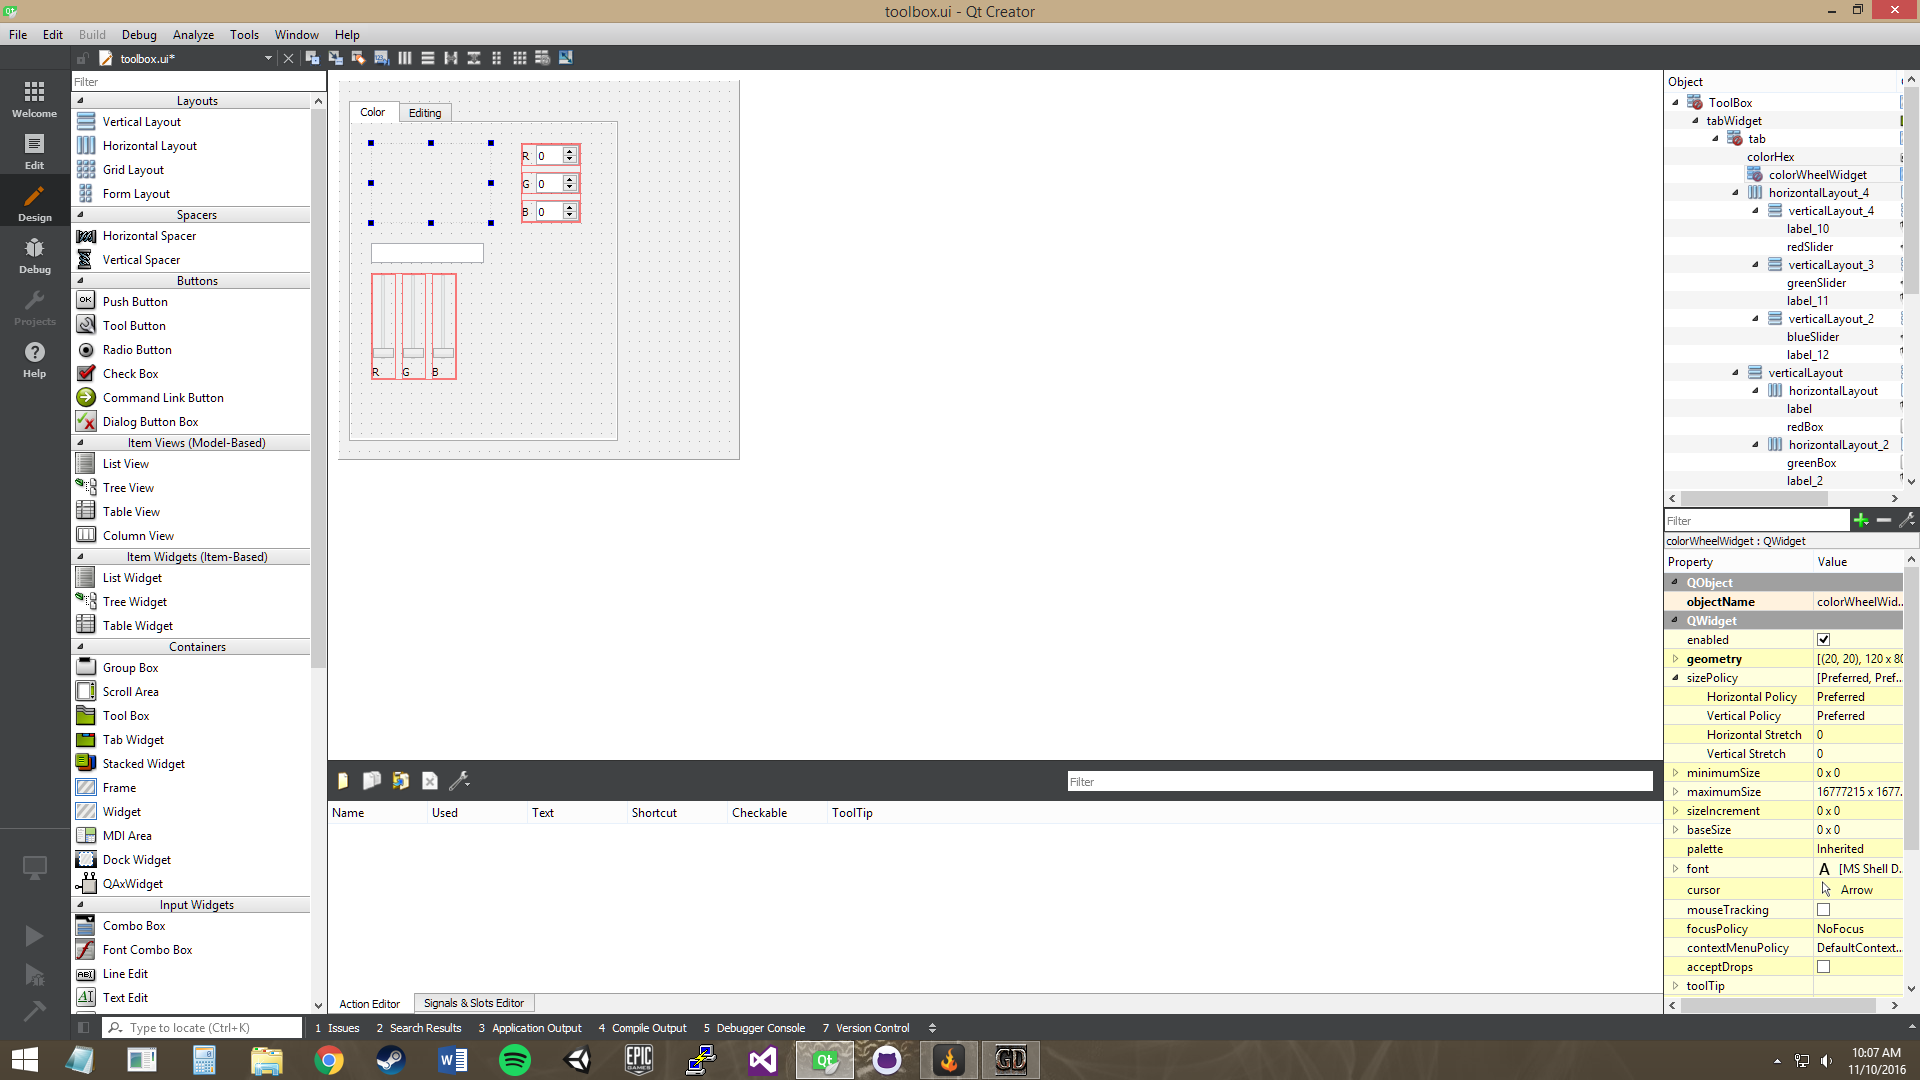 toolbox.ui - Qt Creator
File Edit Build Debug Analyze Tools Window Help
toolbox.ui*
Welcome
Edit
Design
Debug
Projects
Help
Filter
Layouts
Vertical Layout
Horizontal Layout
Grid Layout
Form Layout
Spacers
Horizontal Spacer
Vertical Spacer
Buttons
Push Button
Tool Button
Radio Button
Check Box
Command Link Button
Dialog Button Box
Item Views (Model-Based)
List View
Tree View
Table View
Column View
Item Widgets (Item-Based)
List Widget
Tree Widget
Table Widget
Containers
Group Box
Scroll Area
Tool Box
Tab Widget
Stacked Widget
Frame
Widget
MDI Area
Dock Widget
QAxWidget
Input Widgets
Combo Box
Font Combo Box
Line Edit
Text Edit
Color Editing
R 0
G 0
B 0
R G B
Filter
Name Used Text Shortcut Checkable ToolTip
Action Editor Signals & Slots Editor
Object
ToolBox
tabWidget
tab
colorHex
colorWheelWidget
horizontalLayout_4
verticalLayout_4
label_10
redSlider
verticalLayout_3
greenSlider
label_11
verticalLayout_2
blueSlider
label_12
verticalLayout
horizontalLayout
label
redBox
horizontalLayout_2
greenBox
label_2
Filter
colorWheelWidget : QWidget
Property Value
QObject
objectName colorWheelWid...
QWidget
enabled
geometry [(20, 20), 120 x 80
sizePolicy [Preferred, Pref...
Horizontal Policy Preferred
Vertical Policy Preferred
Horizontal Stretch 0
Vertical Stretch 0
minimumSize 0 x 0
maximumSize 16777215 x 1677...
sizeIncrement 0 x 0
baseSize 0 x 0
palette Inherited
font A [MS Shell D...
cursor Arrow
mouseTracking
focusPolicy NoFocus
contextMenuPolicy DefaultContext...
acceptDrops
toolTip
Type to locate (Ctrl+K) 1 Issues 2 Search Results 3 Application Output 4 Compile Output 5 Debugger Console 7 Version Control
EPIC GAMES
Qt
GD
10:07 AM
11/10/2016